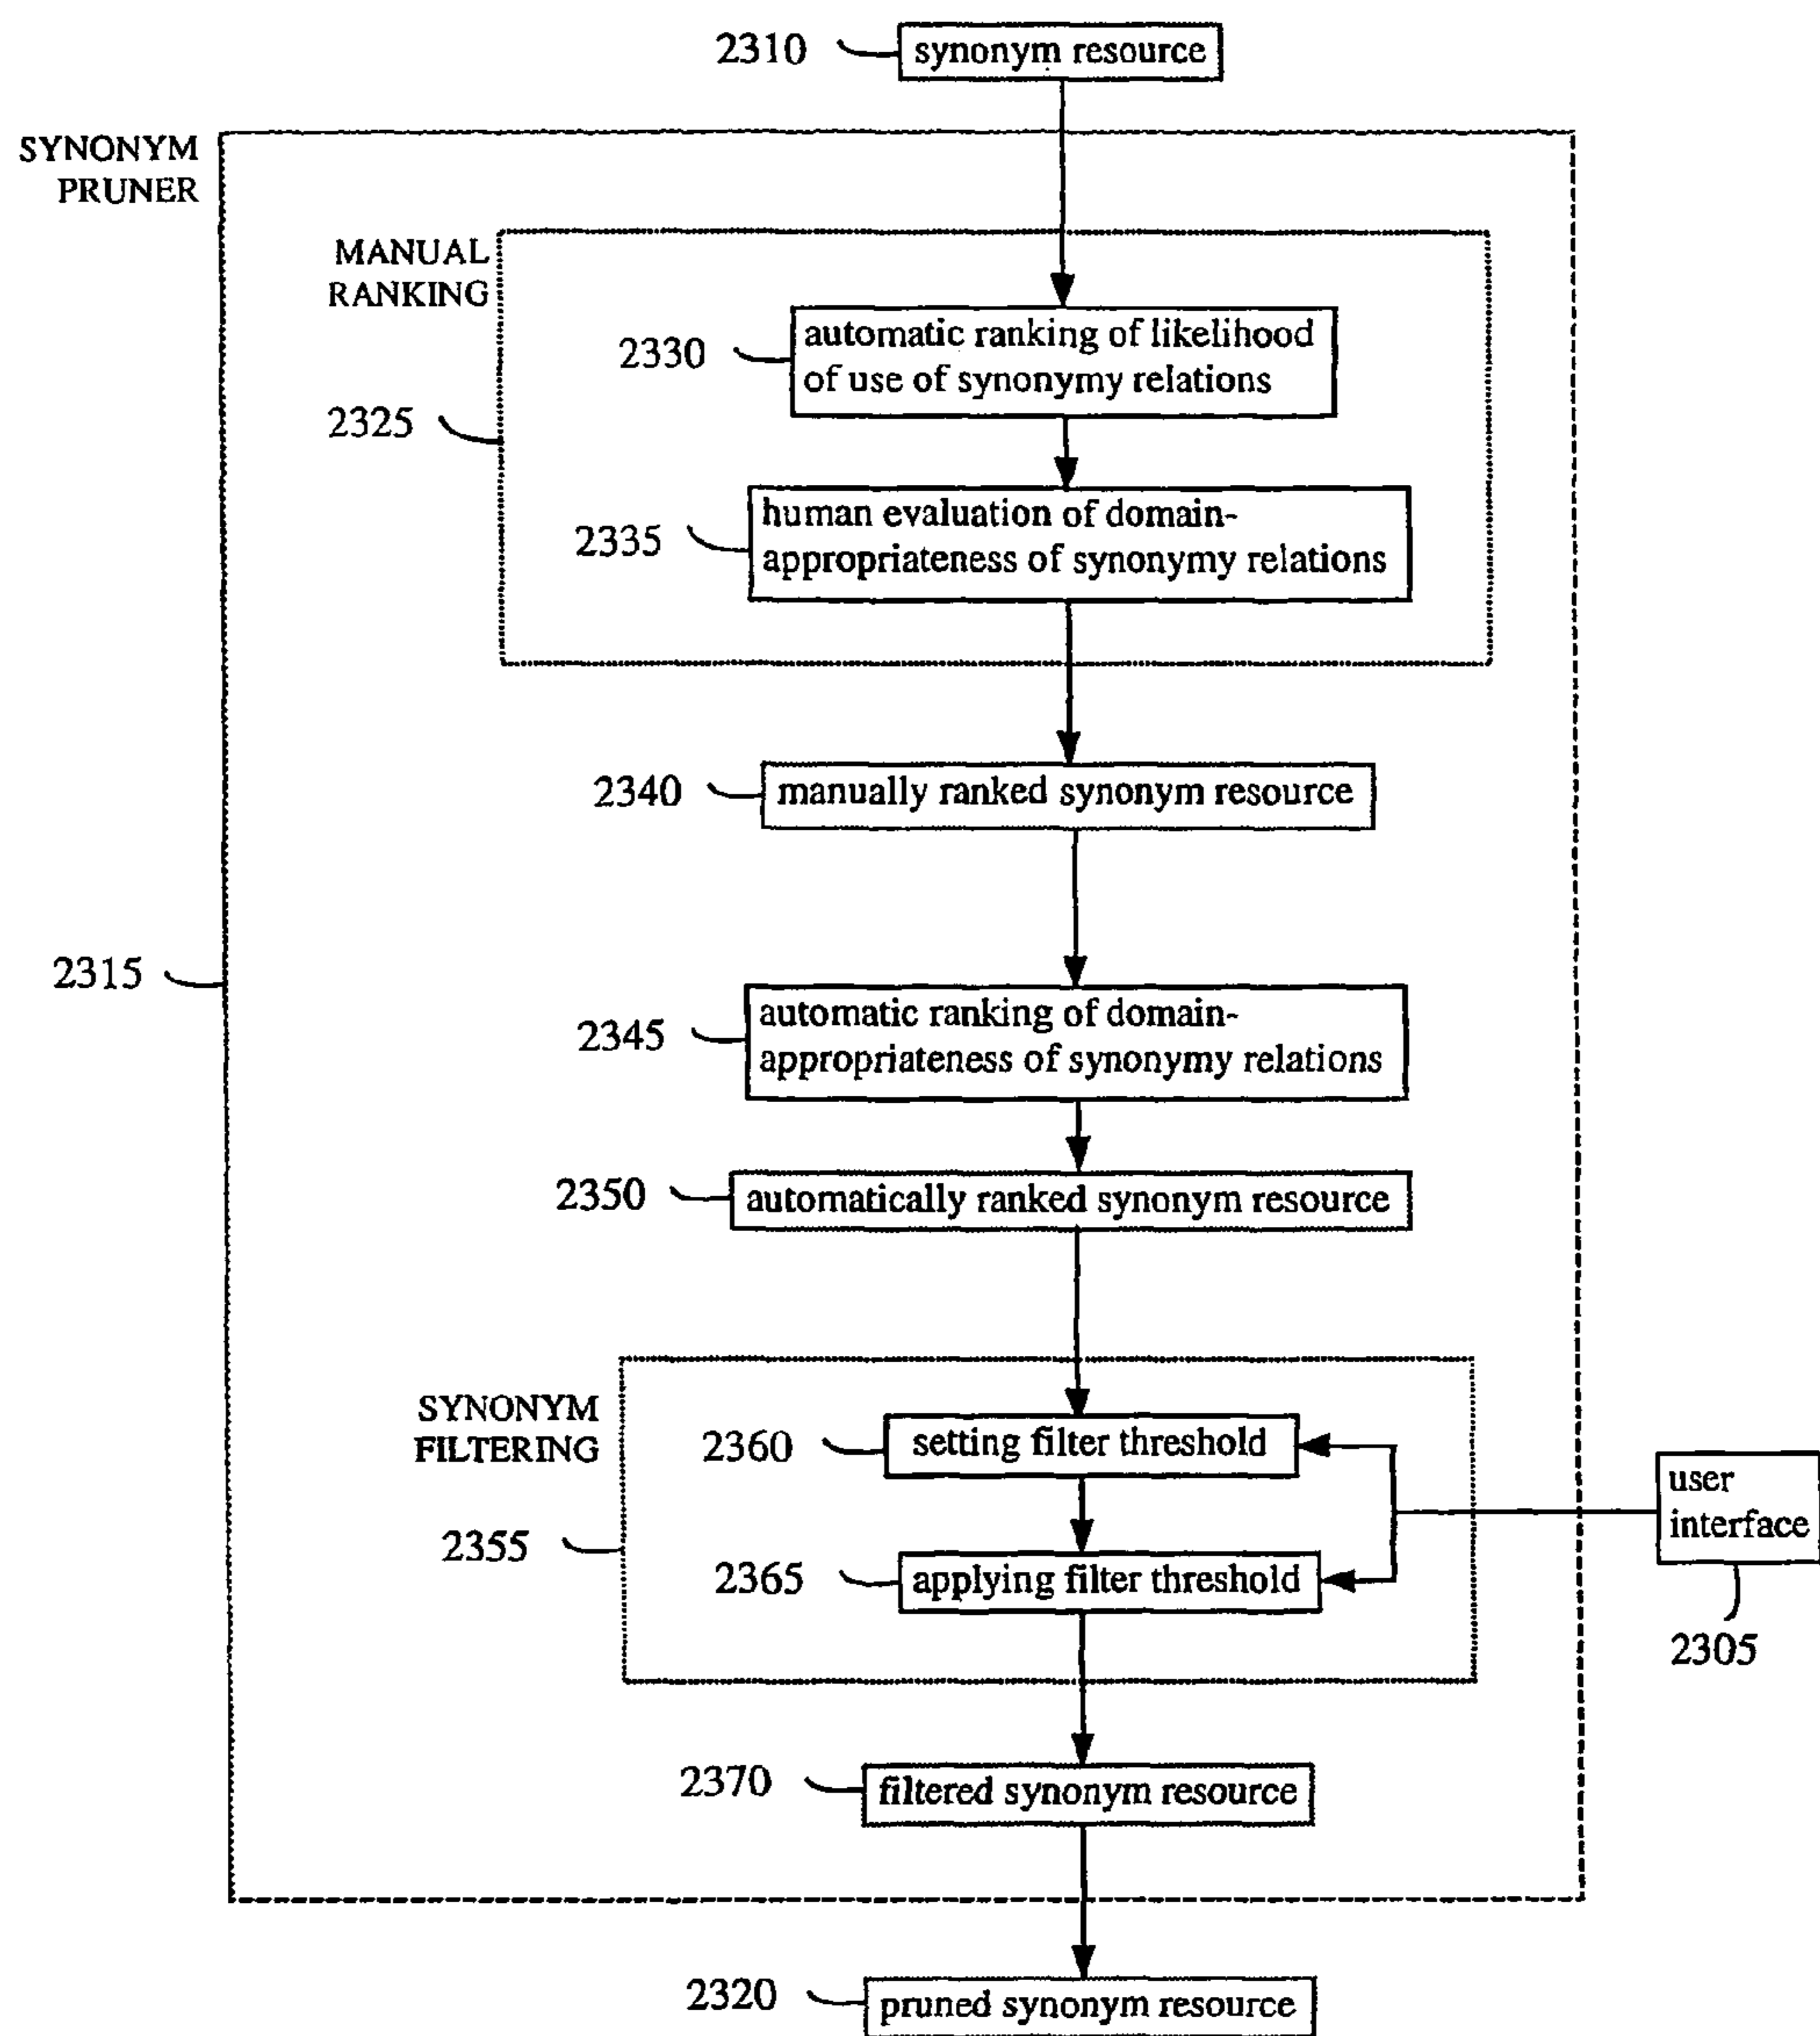 2310
synonym resource
SYNONYM
PRUNER
MANUAL
RANKING
2330
automatic ranking of likelihood
of use of synonymy relations
2325
2335
human evaluation of domain-
appropriateness of synonymy relations
2340
manually ranked synonym resource
2315
2345
automatic ranking of domain-
appropriateness of synonymy relations
2350
automatically ranked synonym resource
SYNONYM
FILTERING
2360
setting filter threshold
user
interface
2355
2365
applying filter threshold
2305
2370
filtered synonym resource
2320
pruned synonym resource